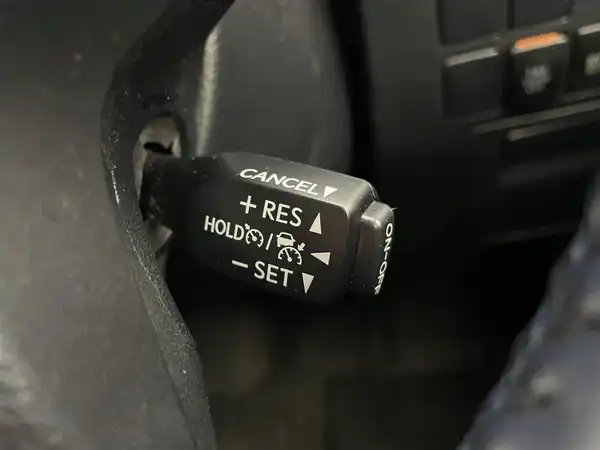 CANCEL▼
+ RES ▲
HOLD / ◀
− SET ▼
ON-OFF